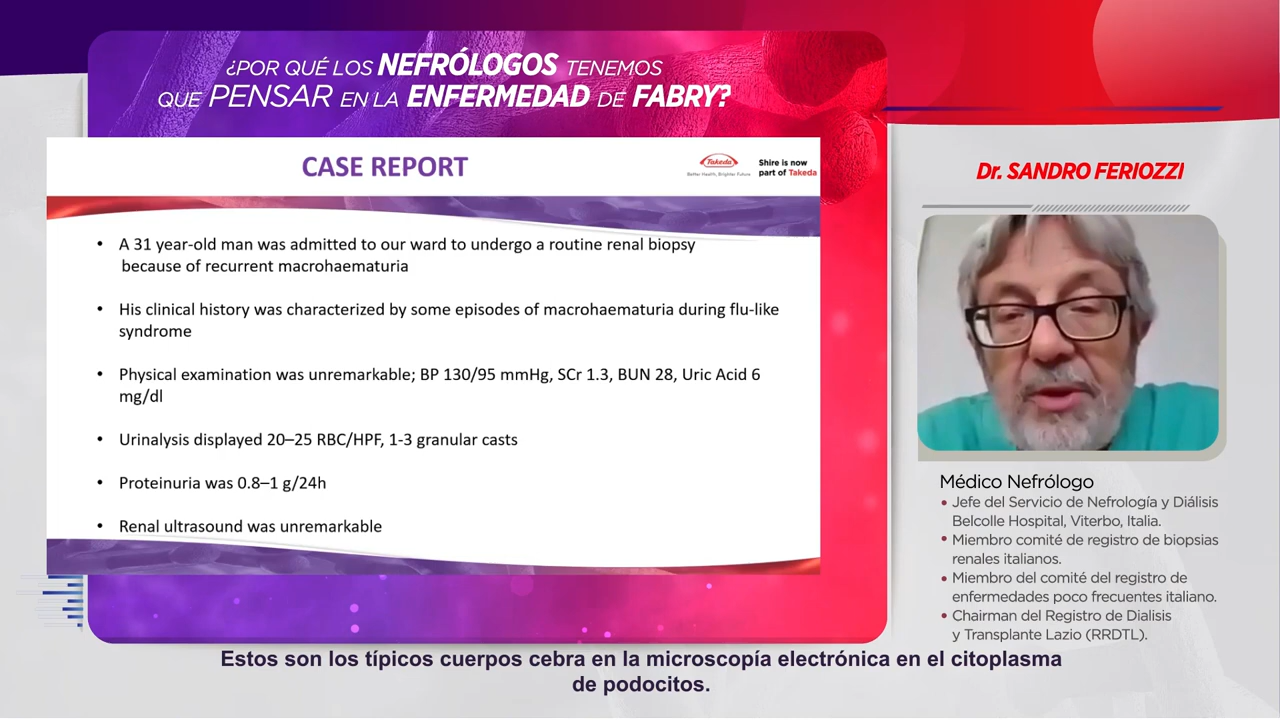 ¿POR QUÉ LOS NEFRÓLOGOS TENEMOS
QUE PENSAR EN LA ENFERMEDAD DE FABRY?
CASE REPORT
Takeda
Better Health, Brighter Future
Shire is now
part of Takeda
• A 31 year-old man was admitted to our ward to undergo a routine renal biopsy
because of recurrent macrohaematuria
• His clinical history was characterized by some episodes of macrohaematuria during flu-like
syndrome
• Physical examination was unremarkable; BP 130/95 mmHg, SCr 1.3, BUN 28, Uric Acid 6
mg/dl
• Urinalysis displayed 20–25 RBC/HPF, 1-3 granular casts
• Proteinuria was 0.8–1 g/24h
• Renal ultrasound was unremarkable
Dr. SANDRO FERIOZZI
Médico Nefrólogo
• Jefe del Servicio de Nefrología y Diálisis
Belcolle Hospital, Viterbo, Italia.
• Miembro comité de registro de biopsias
renales italianos.
• Miembro del comité del registro de
enfermedades poco frecuentes italiano.
• Chairman del Registro de Dialisis
y Transplante Lazio (RRDTL).
Estos son los típicos cuerpos cebra en la microscopía electrónica en el citoplasma
de podocitos.